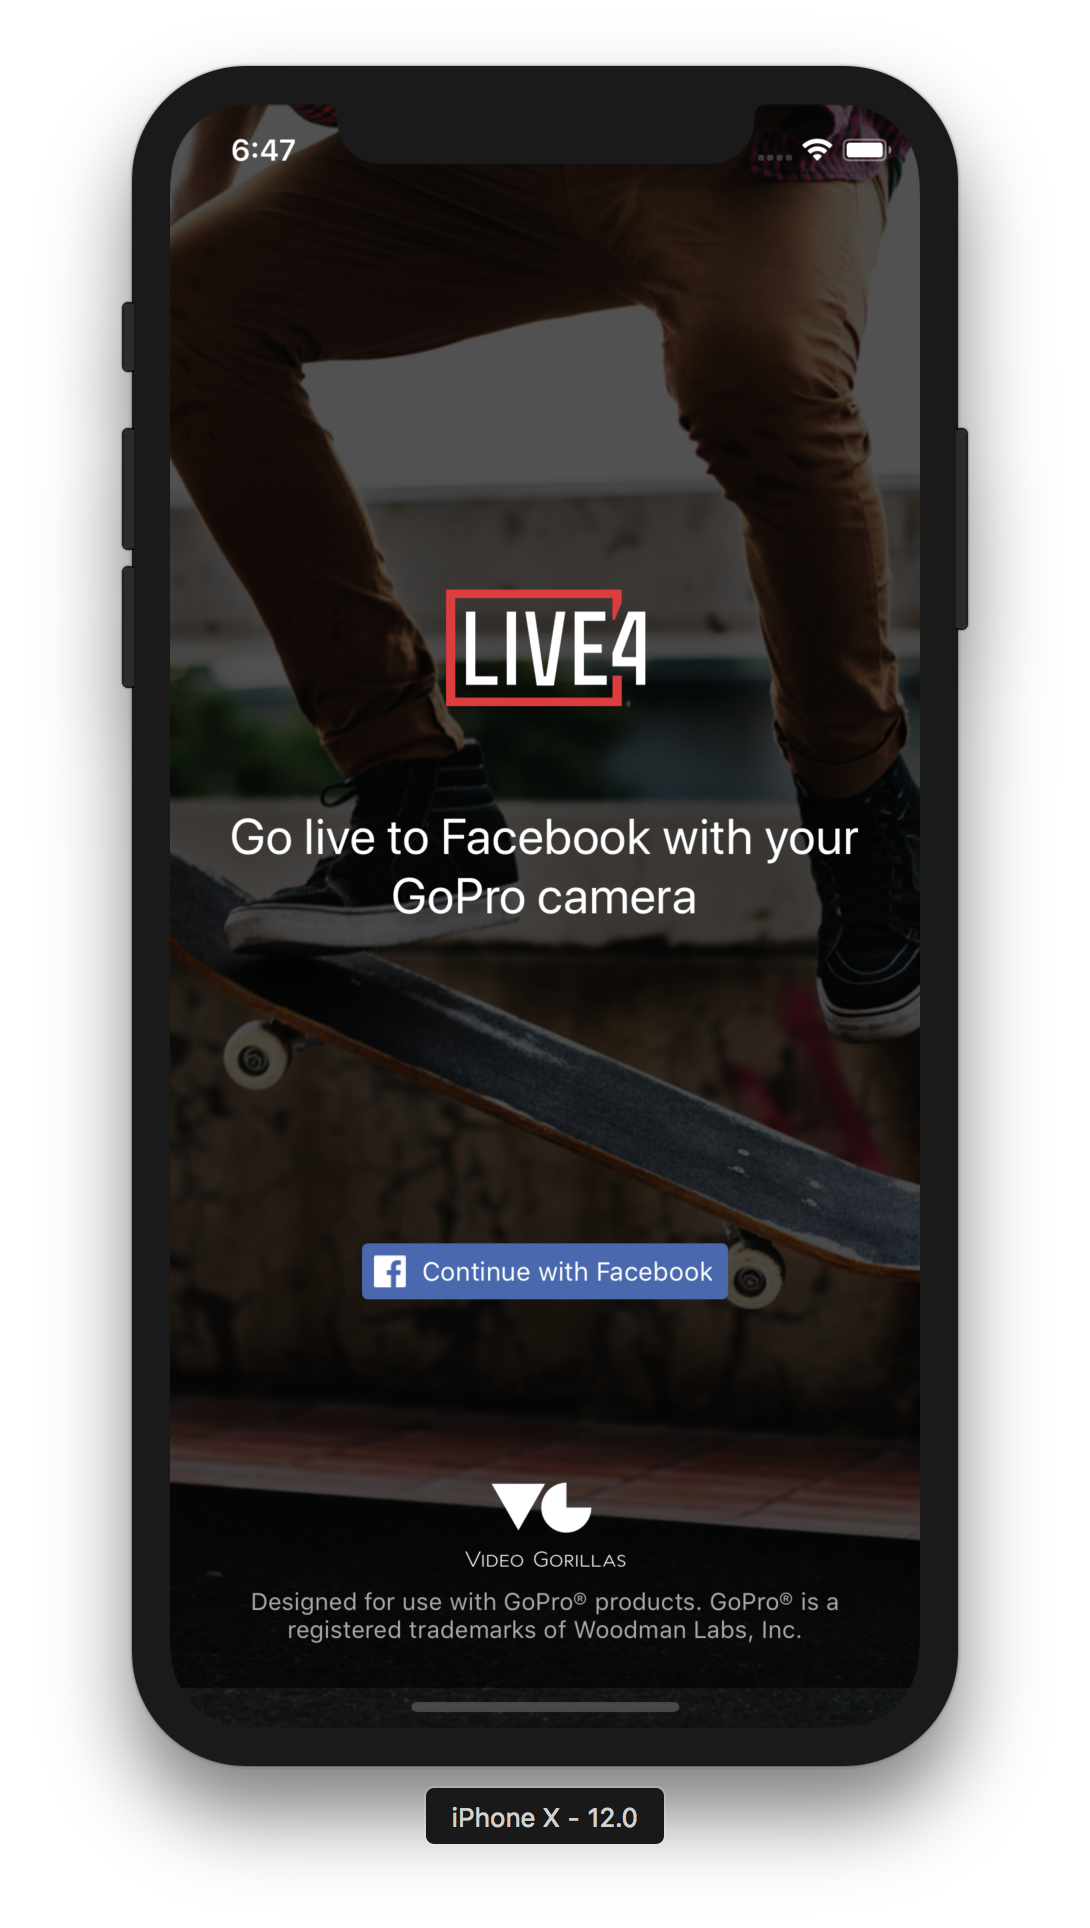 6:47
LIVE4
Go live to Facebook with your
GoPro camera
Continue with Facebook
VIDEO GORILLAS
Designed for use with GoPro® products. GoPro® is a
registered trademarks of Woodman Labs, Inc.
iPhone X - 12.0